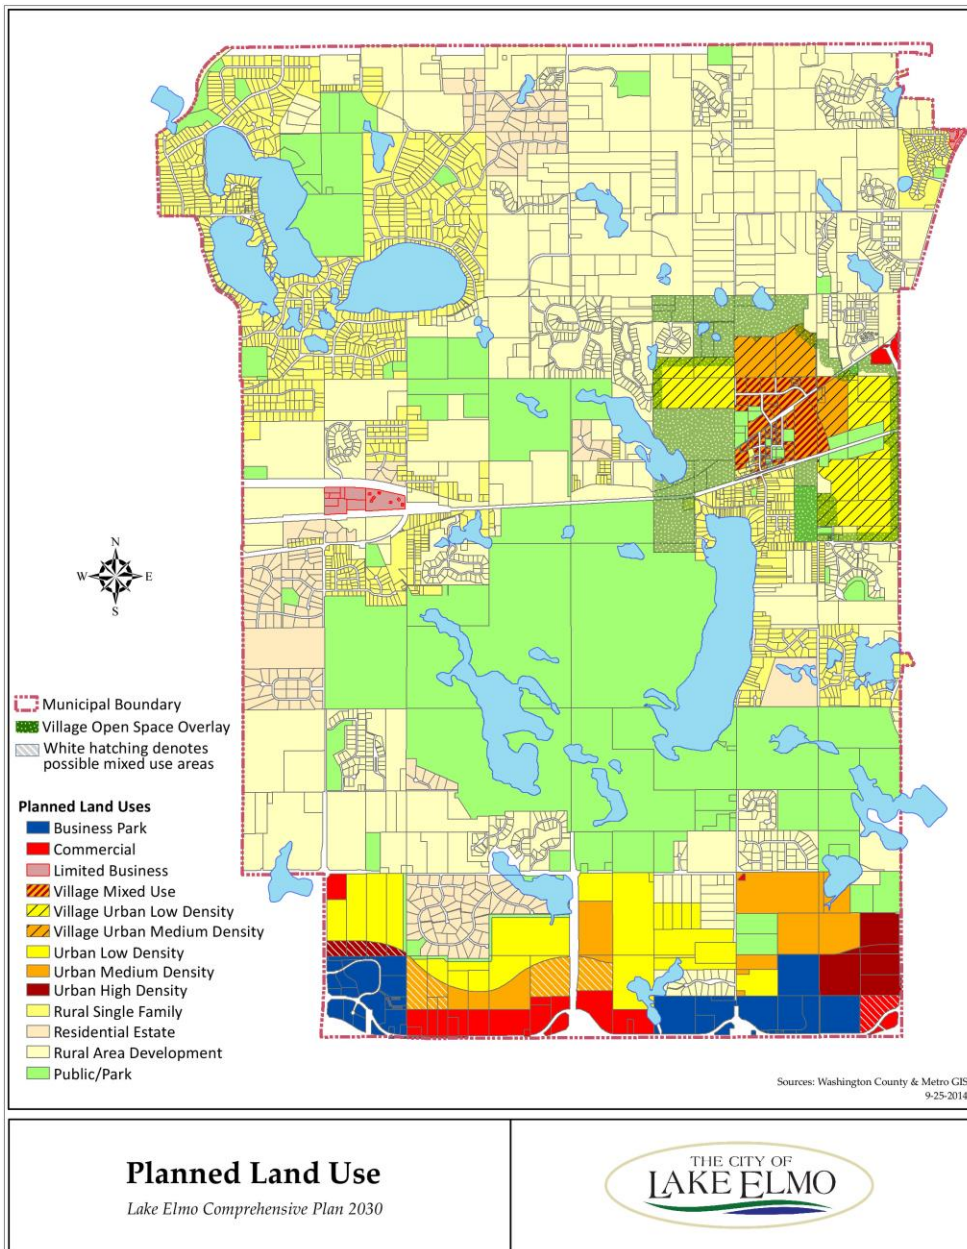 N
W
E
S
Municipal Boundary
Village Open Space Overlay
White hatching denotes
possible mixed use areas
Planned Land Uses
Business Park
Commercial
Limited Business
Village Mixed Use
Village Urban Low Density
Village Urban Medium Density
Urban Low Density
Urban Medium Density
Urban High Density
Rural Single Family
Residential Estate
Rural Area Development
Public/Park
Sources: Washington County & Metro GIS
9-25-2014
Planned Land Use
Lake Elmo Comprehensive Plan 2030
THE CITY OF
LAKE ELMO